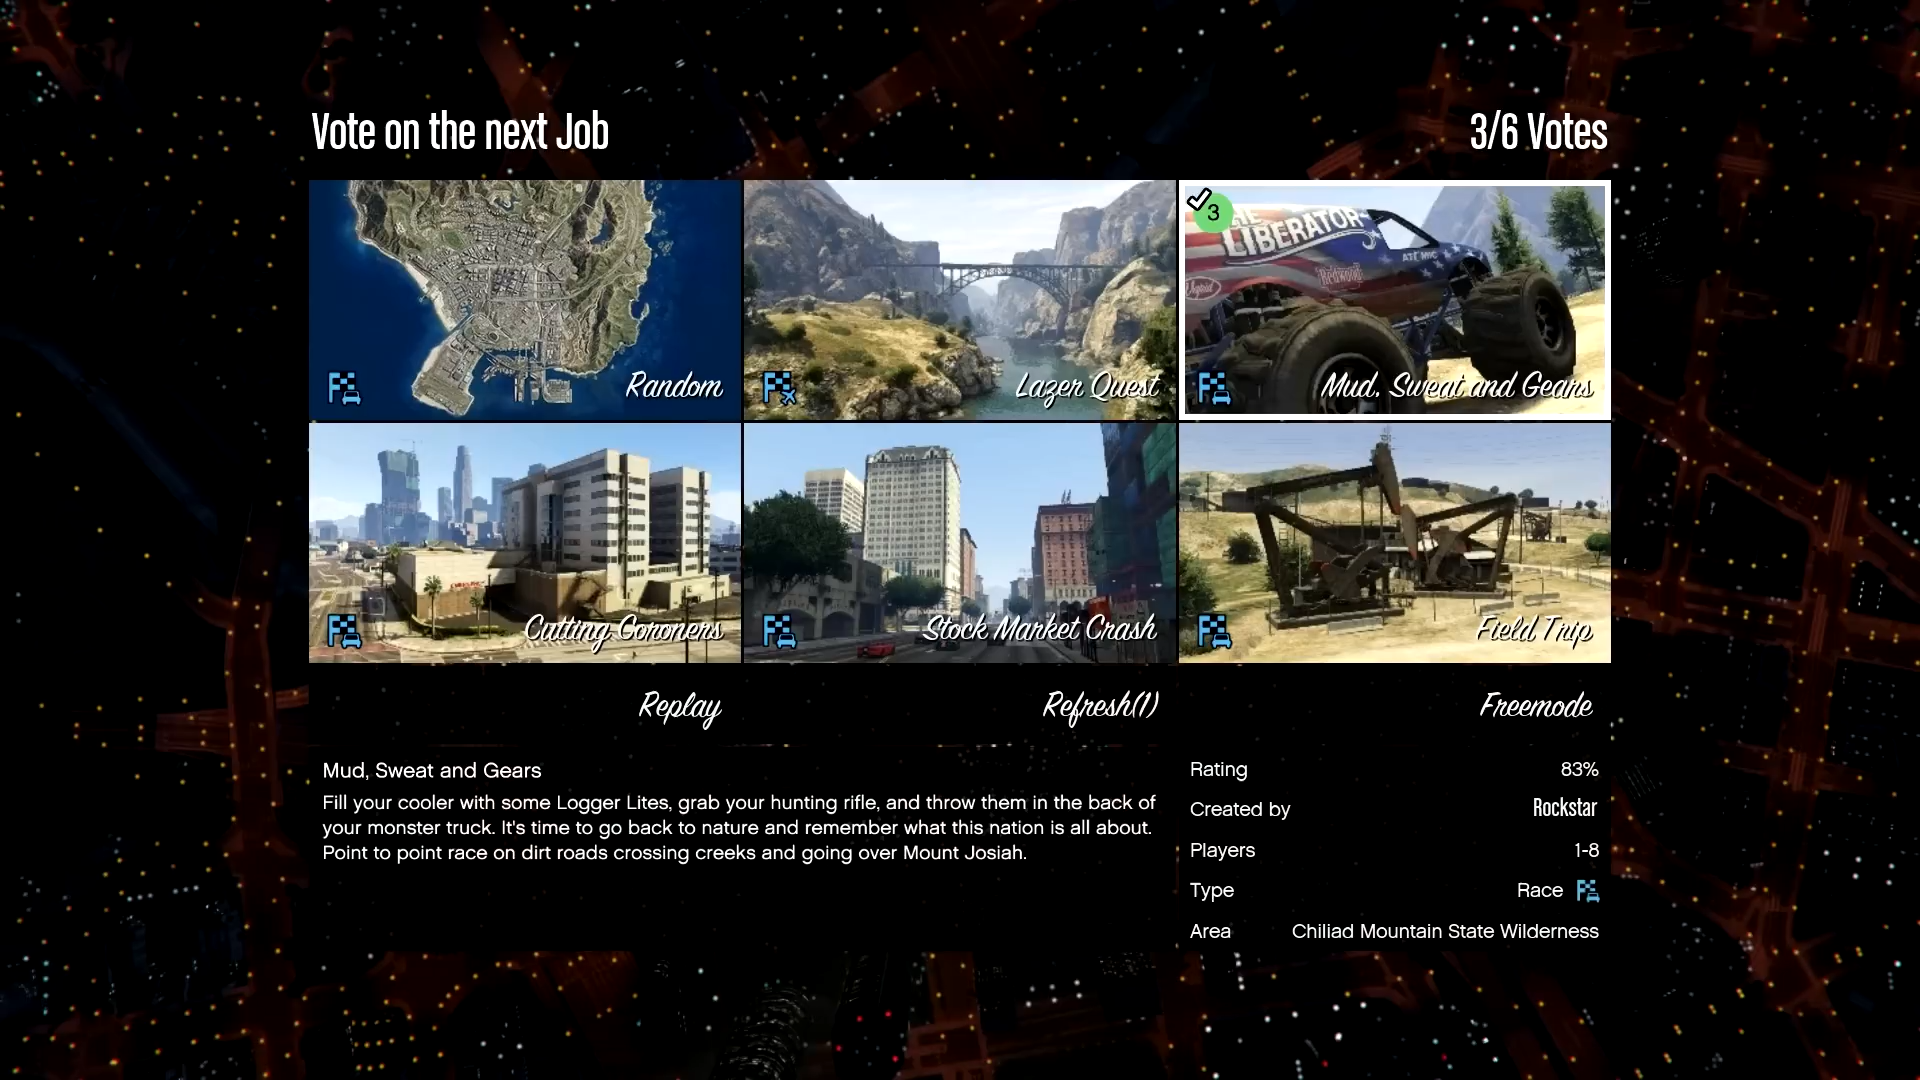 Vote on the next Job
3/6 Votes
3
THE
LIBERATOR
ATOMIC
Redwood
Random
Lazer Quest
Mud, Sweat and Gears
Cutting Coroners
Stock Market Crash
Field Trip
Replay
Refresh(1)
Freemode
Mud, Sweat and Gears
Fill your cooler with some Logger Lites, grab your hunting rifle, and throw them in the back of
your monster truck. It's time to go back to nature and remember what this nation is all about.
Point to point race on dirt roads crossing creeks and going over Mount Josiah.
Rating 83%
Created by Rockstar
Players 1-8
Type Race
Area Chiliad Mountain State Wilderness